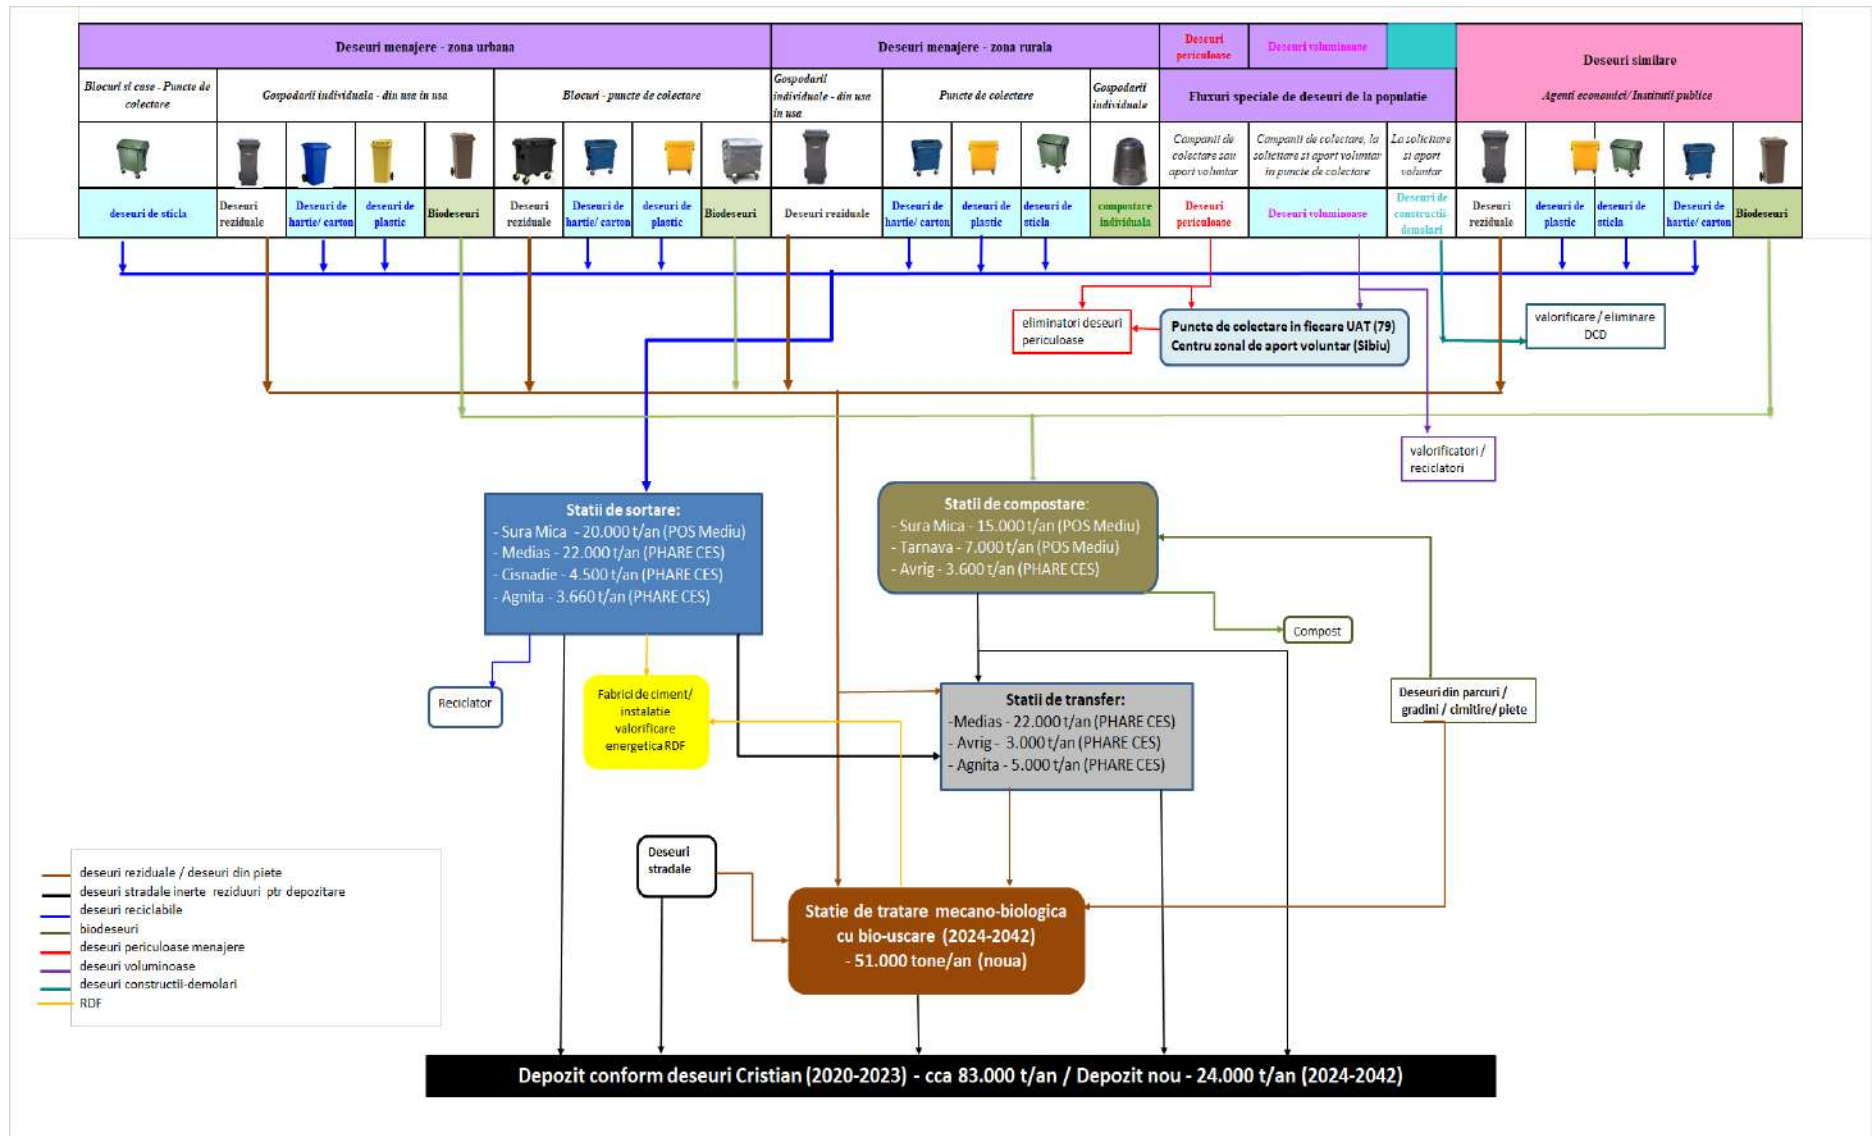 Deseuri menajere - zona urbana
Deseuri menajere - zona rurala
Deseuri
periculoase
Deseuri voluminoase
Deseuri similare
Agenti economici/ Institutii publice
Blocuri si case - Puncte de
colectare
Gospodarii individuala - din usa in usa
Blocuri - puncte de colectare
Gospodarii
individuale - din usa
in usa
Puncte de colectare
Gospodarii
individuale
Fluxuri speciale de deseuri de la populatie
Campanii de
colectare sau
aport voluntar
Campanii de colectare, la
solicitare si aport voluntar
in puncte de colectare
La solicitare
si aport
voluntar
deseuri de sticla
Deseuri
reziduale
Deseuri de
hartie/ carton
deseuri de
plastic
Biodeseuri
Deseuri
reziduale
Deseuri de
hartie/ carton
deseuri de
plastic
Biodeseuri
Deseuri reziduale
Deseuri de
hartie/ carton
deseuri de
plastic
deseuri de
sticla
compostare
individuala
Deseuri
periculoase
Deseuri voluminoase
Deseuri de
constructii-
demolari
Deseuri
reziduale
deseuri de
plastic
deseuri de
sticla
Deseuri de
hartie/ carton
Biodeseuri
eliminatori deseuri
periculoase
Puncte de colectare in fiecare UAT (79)
Centru zonal de aport voluntar (Sibiu)
valorificare / eliminare
DCD
valorificatori /
reciclatori
Statii de sortare:
- Sura Mica - 20.000 t/an (POS Mediu)
- Medias - 22.000 t/an (PHARE CES)
- Cisnadie - 4.500 t/an (PHARE CES)
- Agnita - 3.660 t/an (PHARE CES)
Statii de compostare:
- Sura Mica - 15.000 t/an (POS Mediu)
- Tarnava - 7.000 t/an (POS Mediu)
- Avrig - 3.600 t/an (PHARE CES)
Compost
Reciclator
Fabrici de ciment/
instalatie
valorificare
energetica RDF
Statii de transfer:
-Medias - 22.000 t/an (PHARE CES)
- Avrig - 3.000 t/an (PHARE CES)
- Agnita - 5.000 t/an (PHARE CES)
Deseuri din parcuri /
gradini / cimitire/ piete
Deseuri
stradale
Statie de tratare mecano-biologica
cu bio-uscare (2024-2042)
- 51.000 tone/an (noua)
deseuri reziduale / deseuri din piete
deseuri stradale inerte reziduuri ptr depozitare
deseuri reciclabile
biodeseuri
deseuri periculoase menajere
deseuri voluminoase
deseuri constructii-demolari
RDF
Depozit conform deseuri Cristian (2020-2023) - cca 83.000 t/an / Depozit nou - 24.000 t/an (2024-2042)